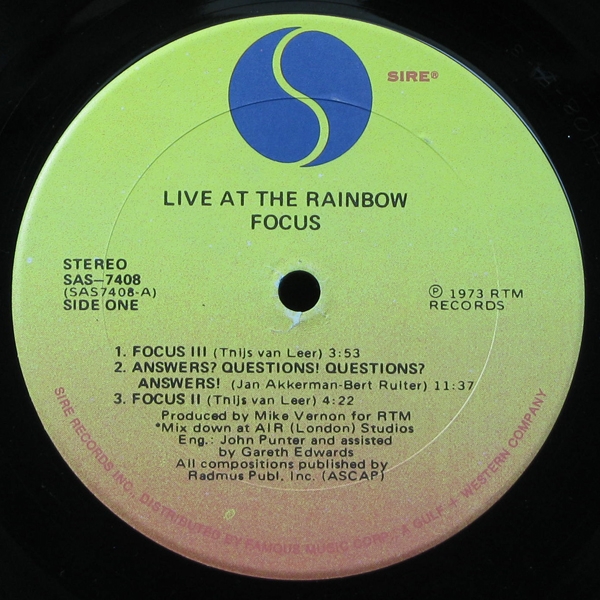 SIRE®
LIVE AT THE RAINBOW
FOCUS
STEREO
SAS-7408
(SAS7408-A)
SIDE ONE
℗ 1973 RTM
RECORDS
1. FOCUS III (Thijs van Leer) 3:53
2. ANSWERS? QUESTIONS! QUESTIONS?
ANSWERS! (Jan Akkerman-Bert Ruiter) 11:37
3. FOCUS II (Thijs van Leer) 4:22
Produced by Mike Vernon for RTM
*Mix down at AIR (London) Studios
Eng.: John Punter and assisted
by Gareth Edwards
All compositions published by
Radmus Publ, Inc. (ASCAP)
SIRE RECORDS INC., DISTRIBUTED BY FAMOUS MUSIC CORP., A GULF + WESTERN COMPANY